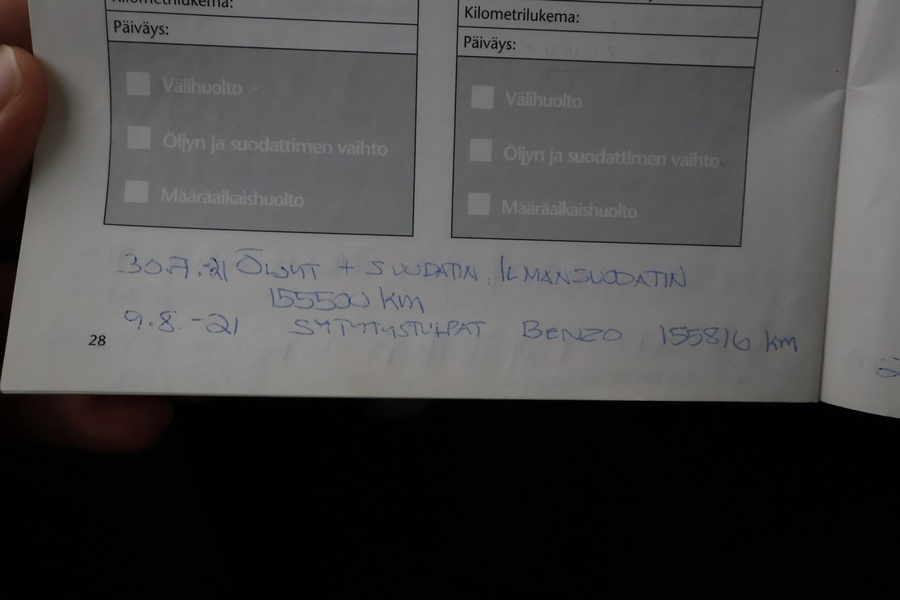 Kilometrilukema:
Päiväys:
Välihuolto
Öljyn ja suodattimen vaihto
Määräaikaishuolto
Kilometrilukema:
Päiväys:
Välihuolto
Öljyn ja suodattimen vaihto
Määräaikaishuolto
30.7.-21 ÖLJYT + SUODATIN, ILMANSUODATIN
155500 KM
9.8.-21 SYTYTYSTULPAT BENZO 155816 km
28